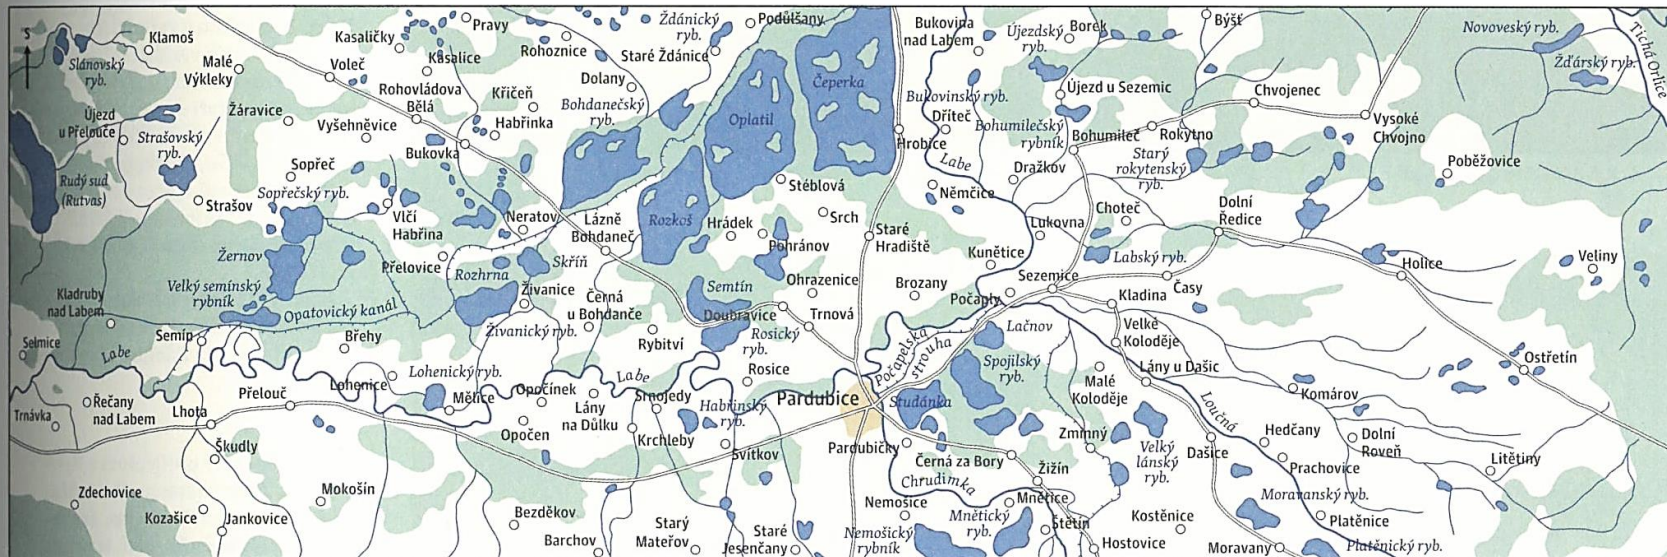 S
Klamoš
Slánovský
ryb.
Malé
Výkleky
Kasaličky
Pravy
Kasalice
Voleč
Rohoznice
Ždánický
ryb.
Podůlšany
Staré Ždánice
Dolany
Rohovládova
Bělá
Křičeň
Bohdanečský
ryb.
Habřinka
Čeperka
Oplatil
Bukovina
nad Labem
Újezdský
ryb.
Borek
Býšť
Novoveský ryb.
Žďárský ryb.
Tichá Orlice
Újezd u Sezemic
Chvojenec
Vysoké
Chvojno
Bukovinský ryb.
Dříteč
Bohumilečský
rybník
Bohumileč
Rokytno
Hrobice
Labe
Dražkov
Starý
rokytenský
ryb.
Poběžovice
Újezd
u Přelouče
Strašovský
ryb.
Žáravice
Vyšehněvice
Bukovka
Sopřeč
Sopřečský ryb.
Rudý sud
(Rutvas)
Strašov
Vlčí
Habřina
Neratov
Lázně
Bohdaneč
Rozkoš
Hrádek
Stéblová
Srch
Pohránov
Staré
Hradiště
Němčice
Lukovna
Choteč
Dolní
Ředice
Kunětice
Labský ryb.
Holice
Veliny
Žernov
Přelovice
Rozhrna
Skříň
Velký semínský
rybník
Opatovický kanál
Živanice
Černá
u Bohdanče
Semtín
Ohrazenice
Brozany
Sezemice
Počaply
Časy
Kladina
Kladruby
nad Labem
Semín
Břehy
Živanický ryb.
Rybitví
Doubravice
Trnová
Rosický
ryb.
Počapelská
strouha
Lačnov
Velké
Koloděje
Selmice
Labe
Lohenice
Lohenický ryb.
Opočínek
Labe
Rosice
Spojilský
ryb.
Lány u Dašic
Ostřetín
Trnávka
Řečany
nad Labem
Lhota
Přelouč
Mělice
Lány
na Důlku
Srnojedy
Habřinský
ryb.
Pardubice
Studánka
Malé
Koloděje
Loučná
Komárov
Škudly
Opočen
Krchleby
Svítkov
Pardubičky
Černá za Bory
Zminný
Velký
lánský
ryb.
Dašice
Hedčany
Dolní
Roveň
Prachovice
Litětiny
Žižín
Chrudimka
Zdechovice
Kozašice
Jankovice
Mokošín
Bezděkov
Barchov
Starý
Mateřov
Staré
Jesenčany
Nemošice
Nemošický
rybník
Mnětický
ryb.
Mnětice
Štětín
Hostovice
Kostěnice
Moravany
Moravanský ryb.
Platěnice
Platěnický ryb.